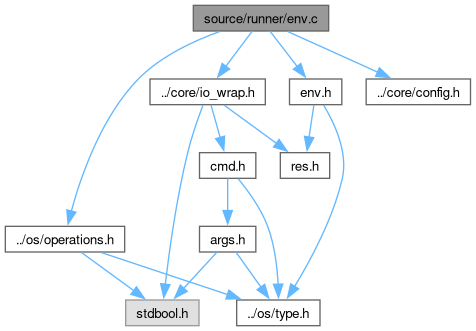 source/runner/env.c
../core/io_wrap.h
env.h
../core/config.h
cmd.h
res.h
../os/operations.h
args.h
stdbool.h
../os/type.h